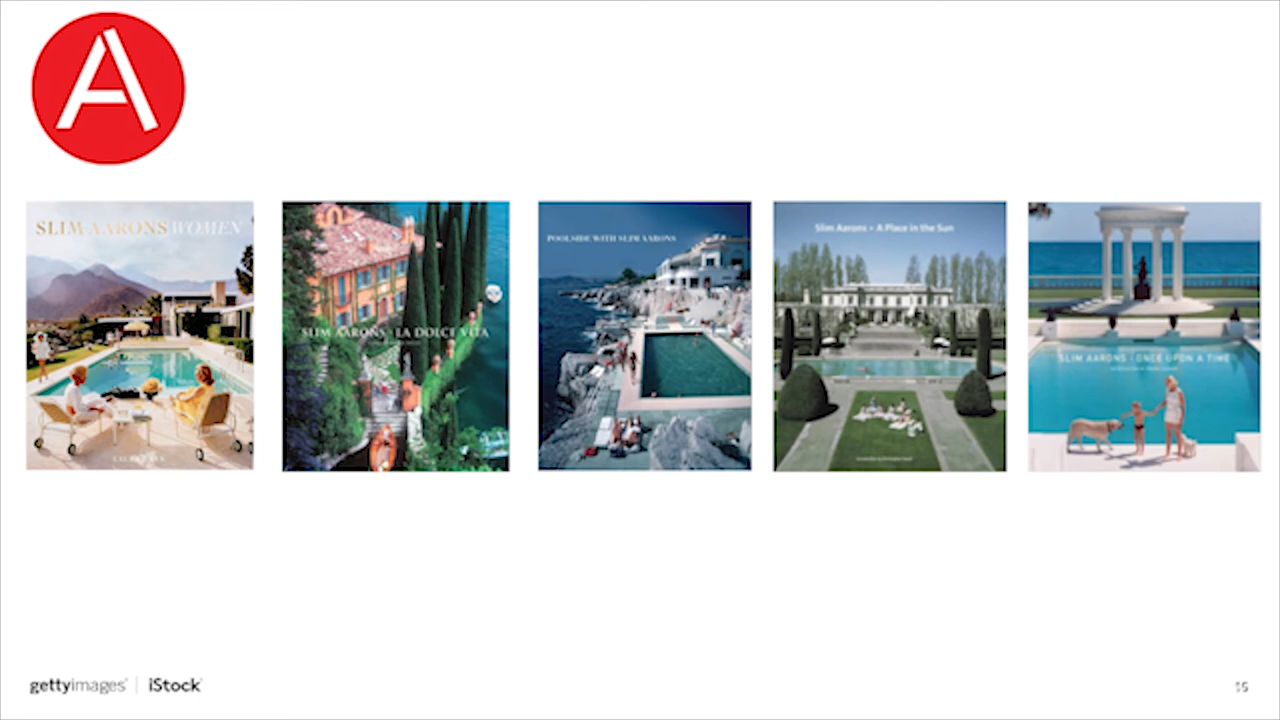 A
SLIM AARONS WOMEN
SLIM AARONS : LA DOLCE VITA
POOLSIDE WITH SLIM AARONS
Slim Aarons • A Place in the Sun
SLIM AARONS : ONCE UPON A TIME
gettyimages® | iStock®